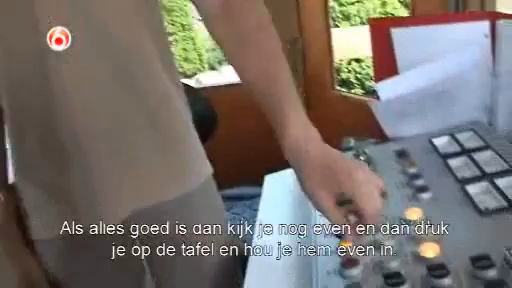 6
Als alles goed is dan kijk je nog even en dan druk
je op de tafel en hou je hem even in.